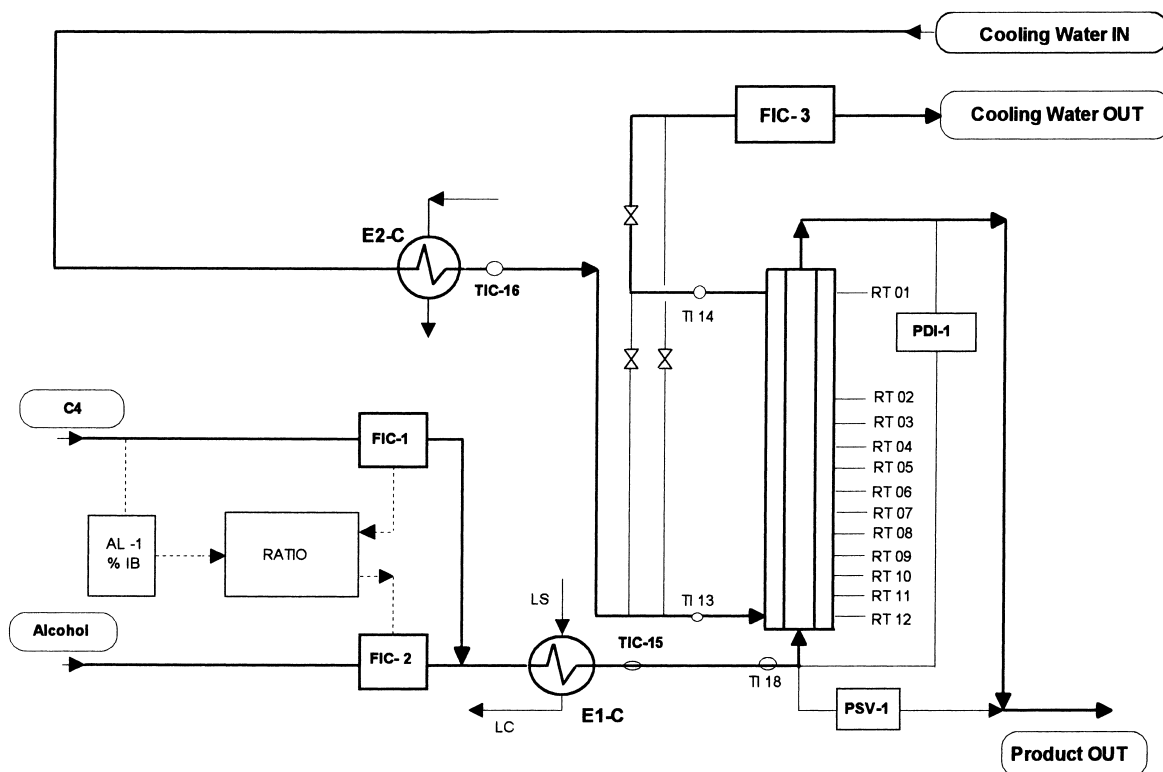 Cooling Water IN
FIC- 3
Cooling Water OUT
E2-C
TIC-16
TI 14
RT 01
PDI-1
C4
RT 02
RT 03
FIC-1
RT 04
RT 05
RT 06
RT 07
AL -1
% IB
RATIO
RT 08
RT 09
RT 10
RT 11
LS
TI 13
RT 12
Alcohol
FIC- 2
TIC-15
TI 18
LC
E1-C
PSV-1
Product OUT